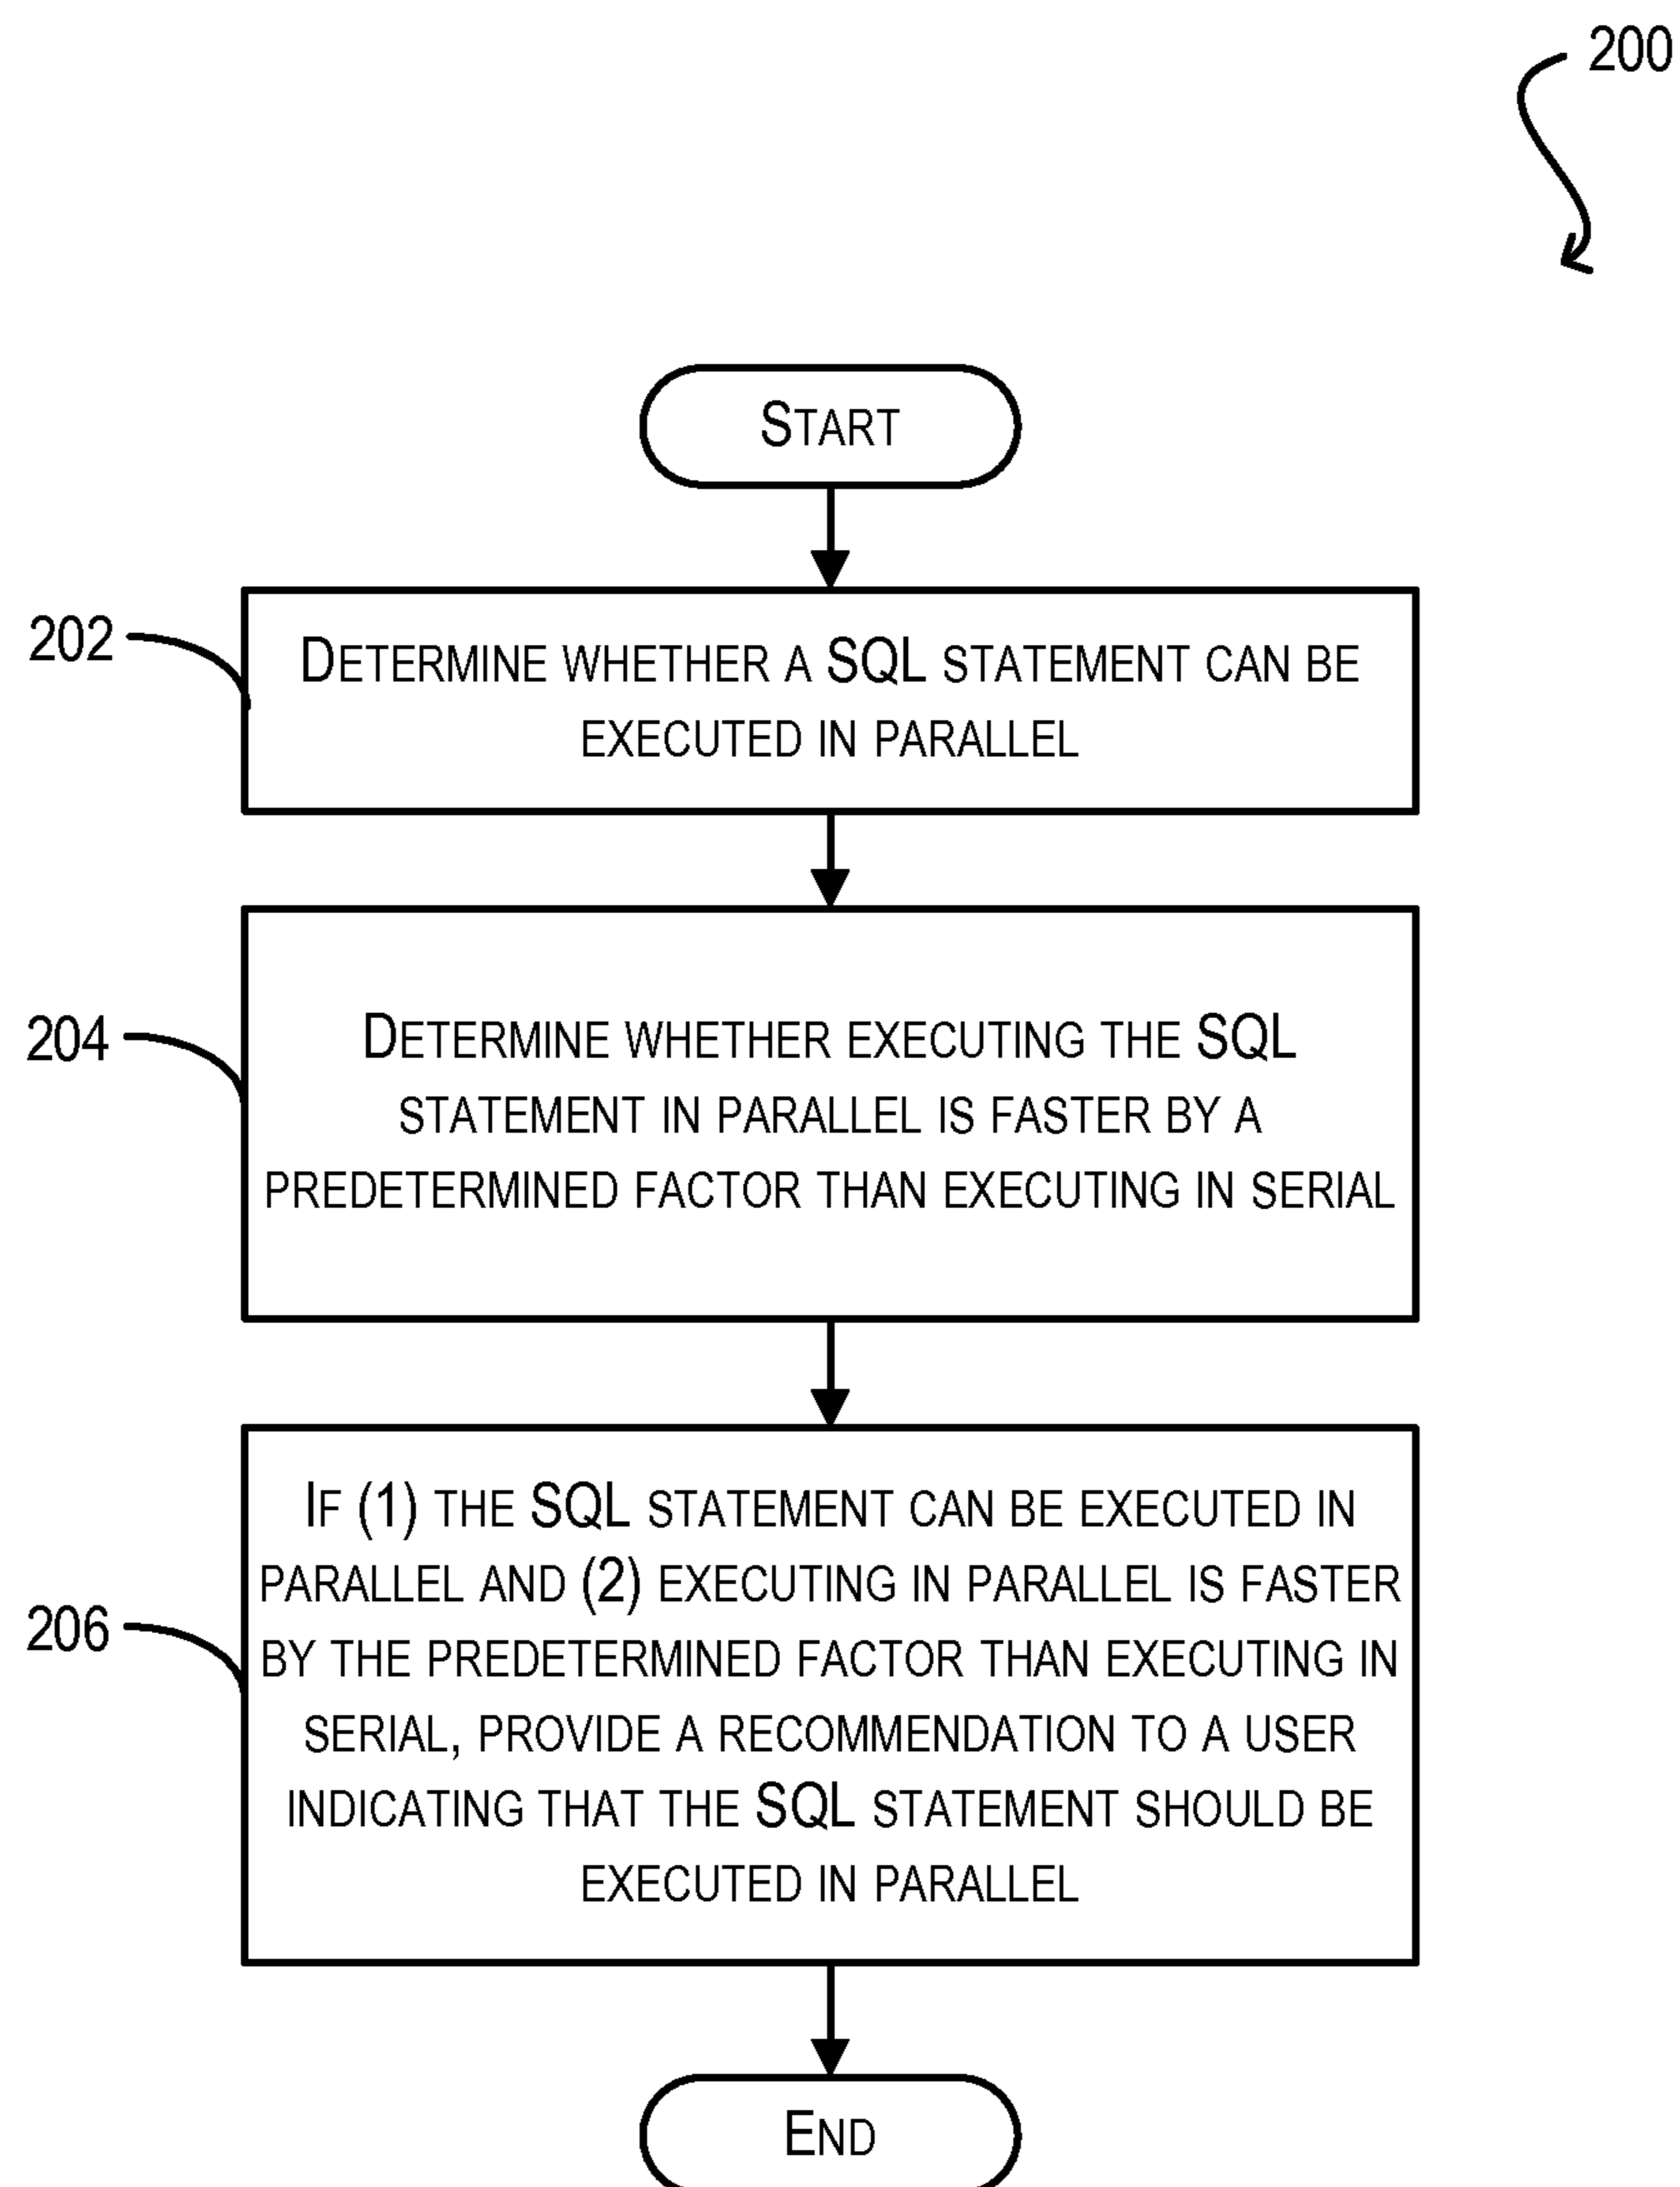 200
START
202
DETERMINE WHETHER A SQL STATEMENT CAN BE
EXECUTED IN PARALLEL
204
DETERMINE WHETHER EXECUTING THE SQL
STATEMENT IN PARALLEL IS FASTER BY A
PREDETERMINED FACTOR THAN EXECUTING IN SERIAL
206
IF (1) THE SQL STATEMENT CAN BE EXECUTED IN
PARALLEL AND (2) EXECUTING IN PARALLEL IS FASTER
BY THE PREDETERMINED FACTOR THAN EXECUTING IN
SERIAL, PROVIDE A RECOMMENDATION TO A USER
INDICATING THAT THE SQL STATEMENT SHOULD BE
EXECUTED IN PARALLEL
END